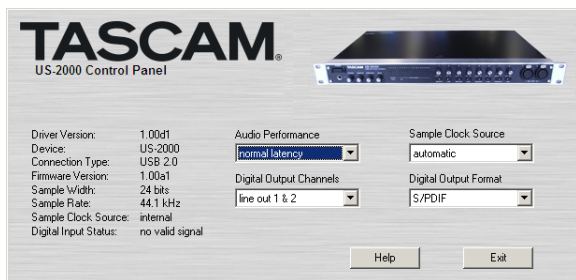 TASCAM.
US-2000 Control Panel
Driver Version: 1.00d1
Device: US-2000
Connection Type: USB 2.0
Firmware Version: 1.00a1
Sample Width: 24 bits
Sample Rate: 44.1 kHz
Sample Clock Source: internal
Digital Input Status: no valid signal
Audio Performance
normal latency
Sample Clock Source
automatic
Digital Output Channels
line out 1 & 2
Digital Output Format
S/PDIF
Help
Exit